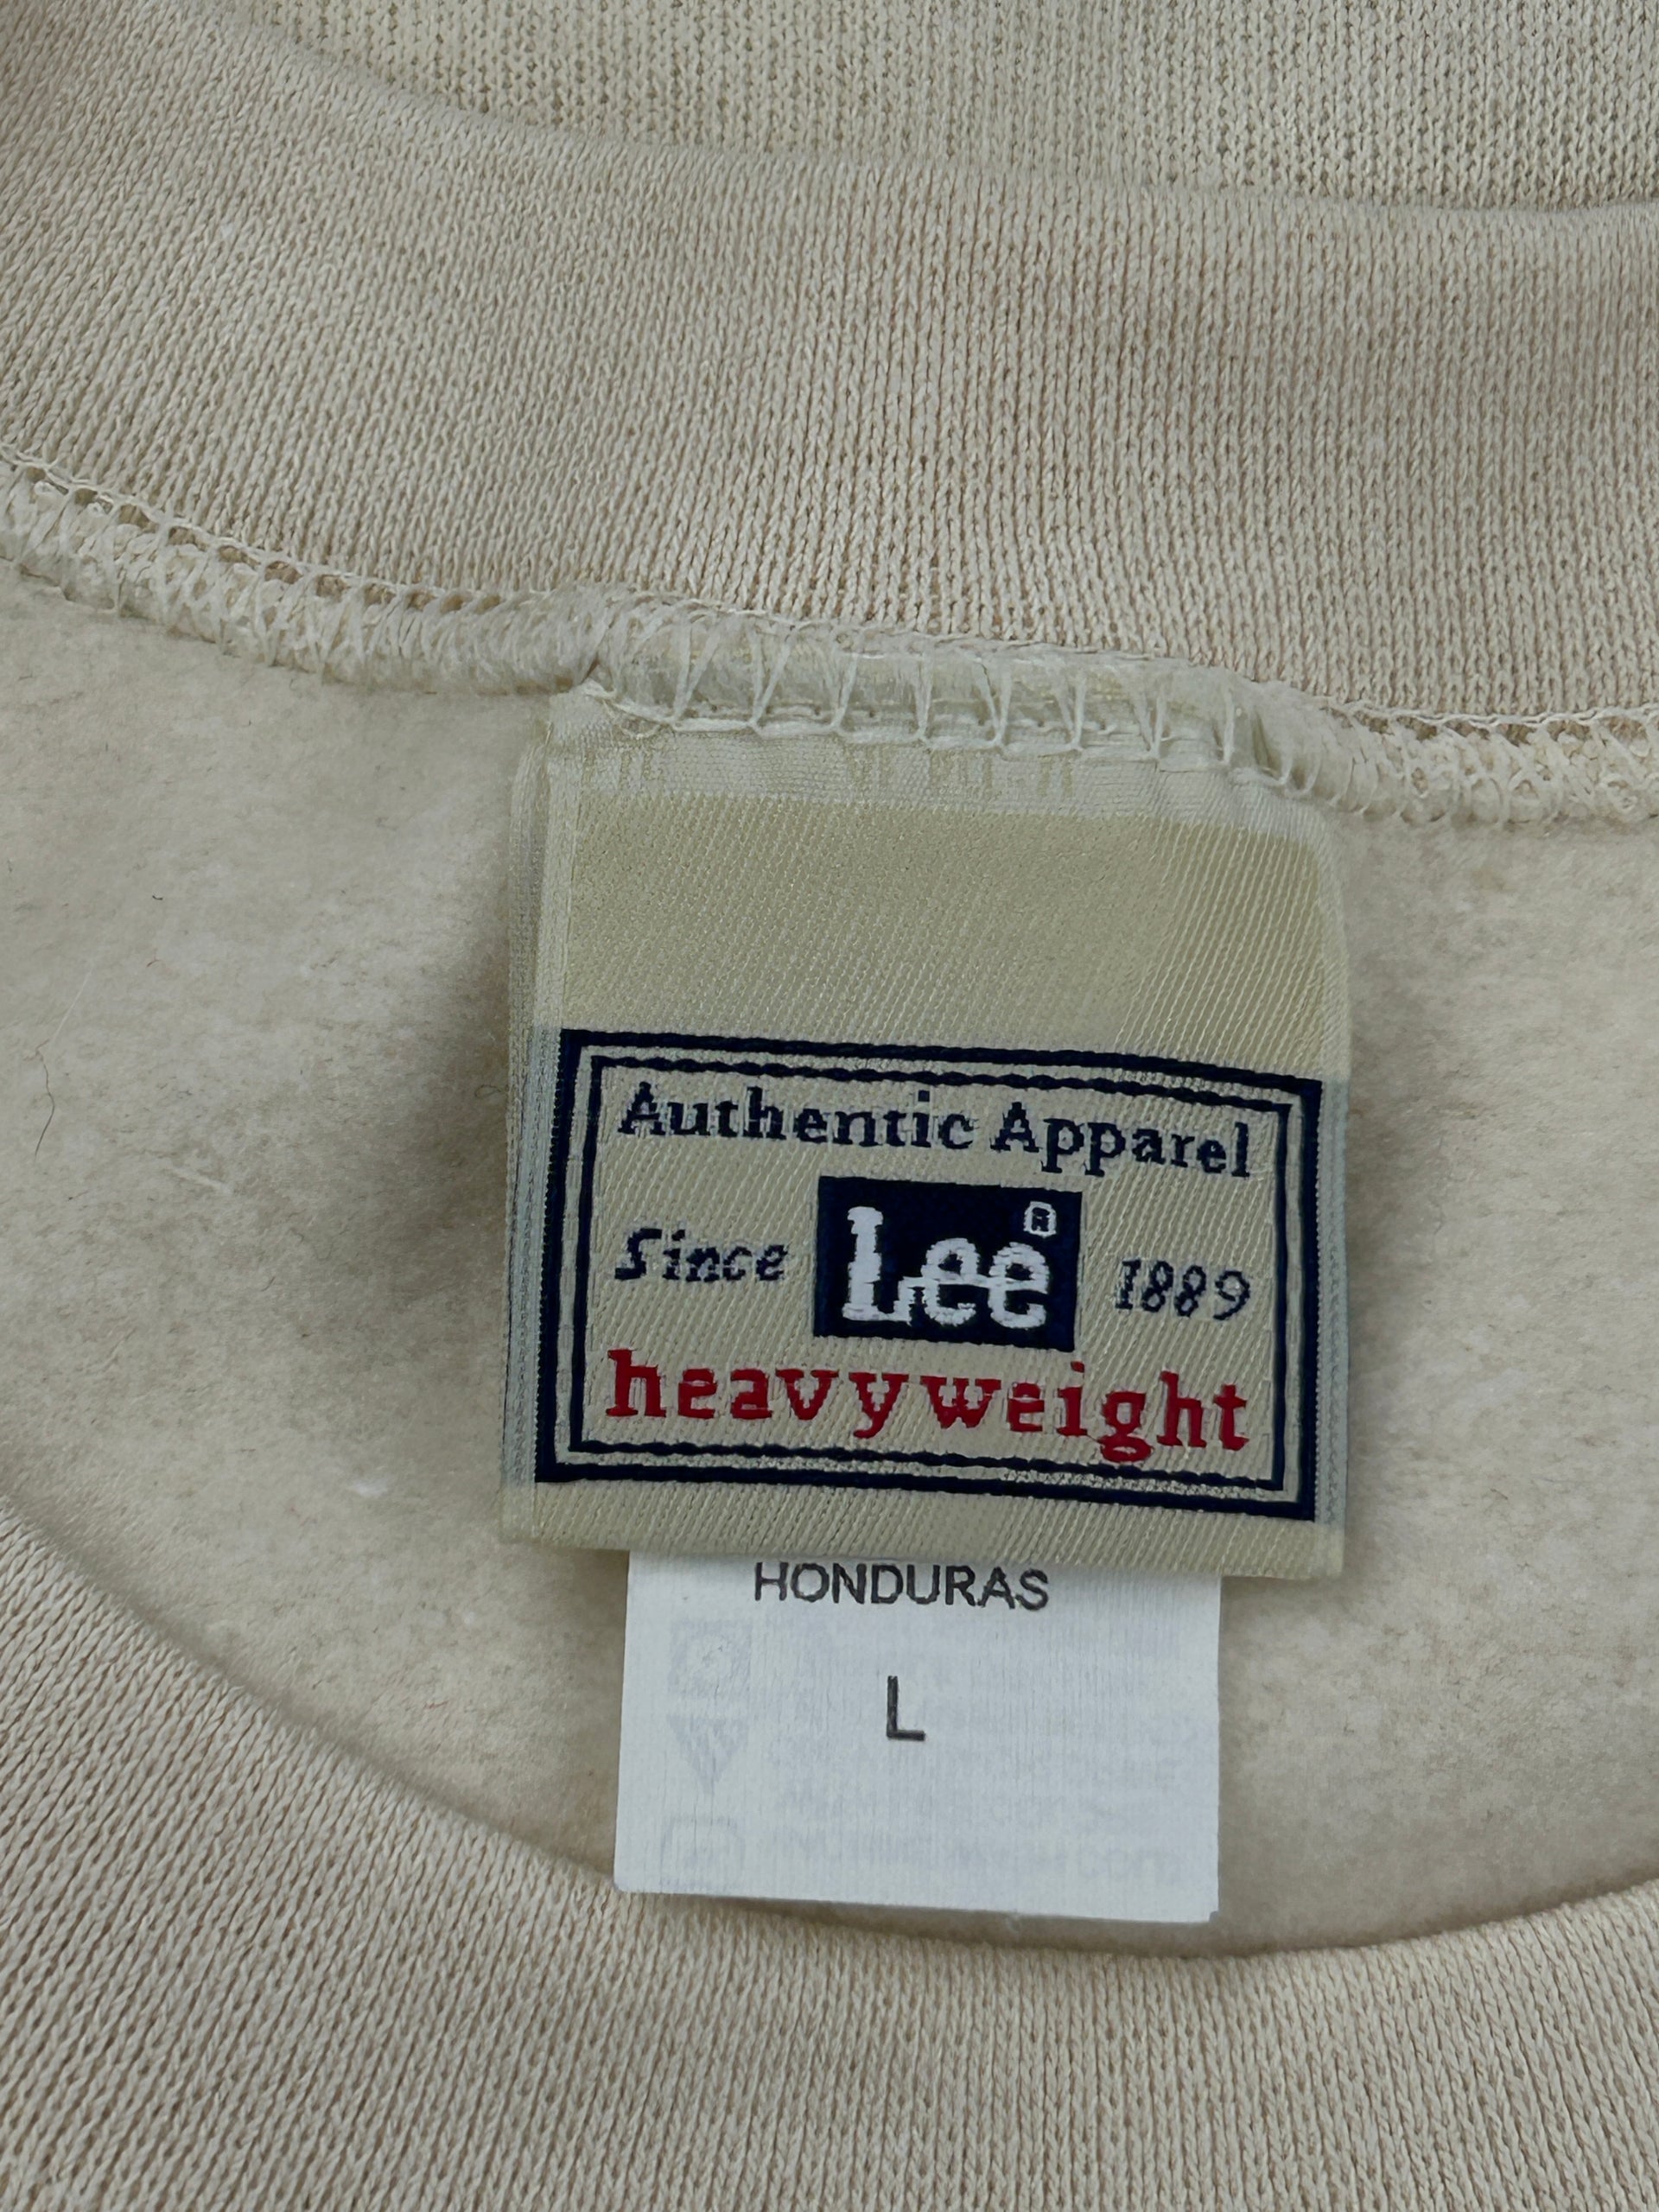 Authentic Apparel
Since Lee® 1889
heavyweight
HONDURAS
L